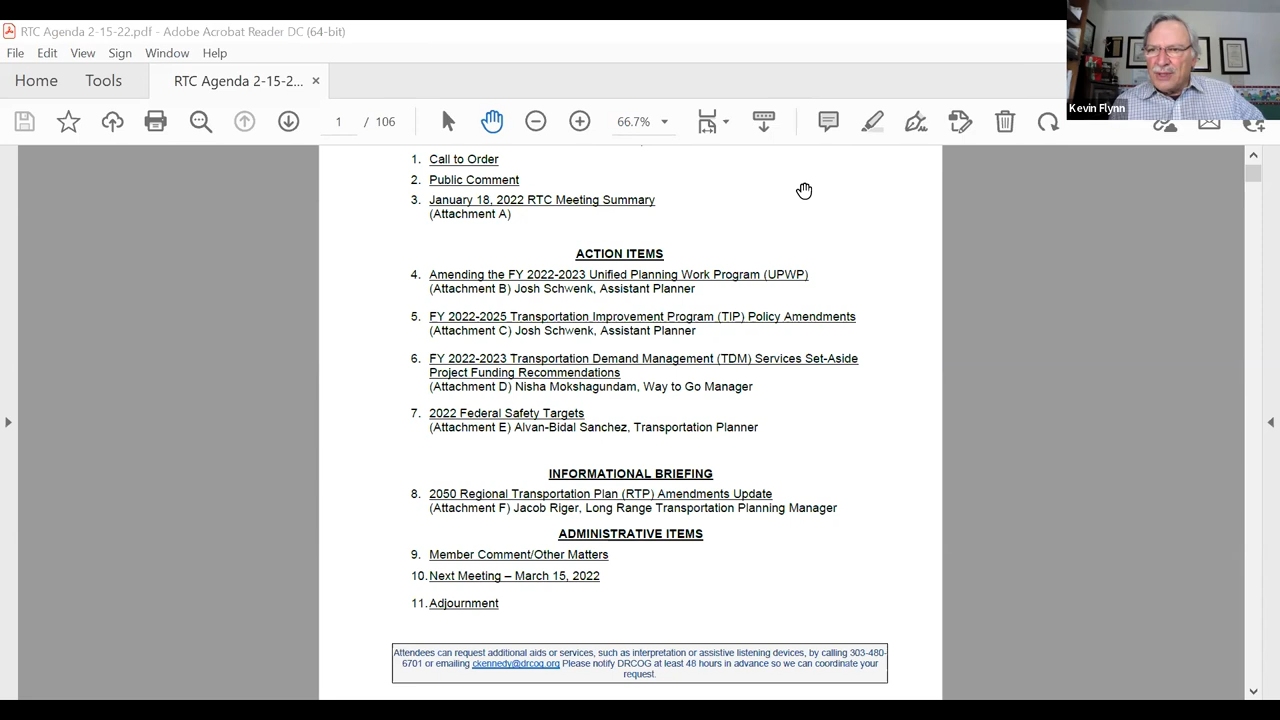 RTC Agenda 2-15-22.pdf - Adobe Acrobat Reader DC (64-bit)
File Edit View Sign Window Help
Home Tools RTC Agenda 2-15-2... ×
1 / 106 66.7%
Kevin Flynn
1. Call to Order
2. Public Comment
3. January 18, 2022 RTC Meeting Summary
(Attachment A)
ACTION ITEMS
4. Amending the FY 2022-2023 Unified Planning Work Program (UPWP)
(Attachment B) Josh Schwenk, Assistant Planner
5. FY 2022-2025 Transportation Improvement Program (TIP) Policy Amendments
(Attachment C) Josh Schwenk, Assistant Planner
6. FY 2022-2023 Transportation Demand Management (TDM) Services Set-Aside
Project Funding Recommendations
(Attachment D) Nisha Mokshagundam, Way to Go Manager
7. 2022 Federal Safety Targets
(Attachment E) Alvan-Bidal Sanchez, Transportation Planner
INFORMATIONAL BRIEFING
8. 2050 Regional Transportation Plan (RTP) Amendments Update
(Attachment F) Jacob Riger, Long Range Transportation Planning Manager
ADMINISTRATIVE ITEMS
9. Member Comment/Other Matters
10. Next Meeting – March 15, 2022
11. Adjournment
Attendees can request additional aids or services, such as interpretation or assistive listening devices, by calling 303-480-
6701 or emailing ckennedy@drcog.org Please notify DRCOG at least 48 hours in advance so we can coordinate your
request.